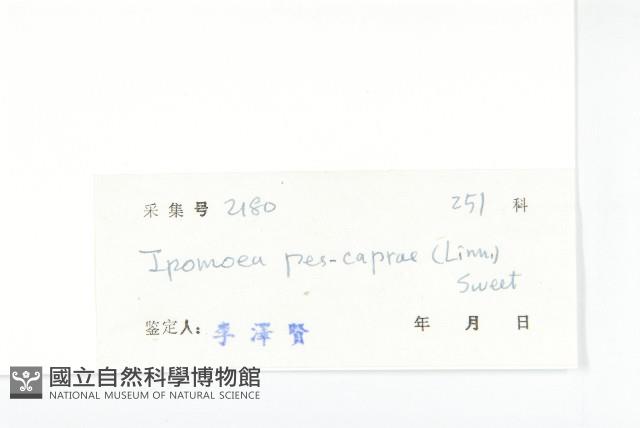 采集号 2180 251 科
Ipomoea pes-caprae (Linn.)
Sweet
鉴定人: 李澤賢 年 月 日
國立自然科學博物館
NATIONAL MUSEUM OF NATURAL SCIENCE